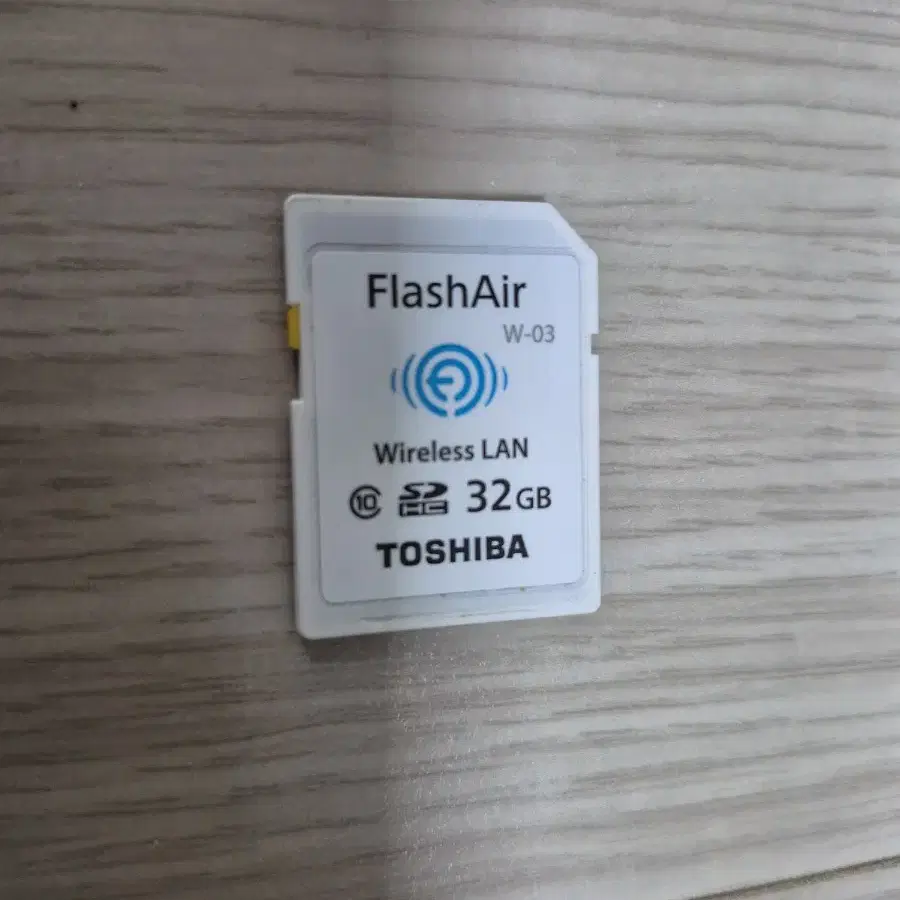 FlashAir
W-03
Wireless LAN
10 SD HC 32GB
TOSHIBA